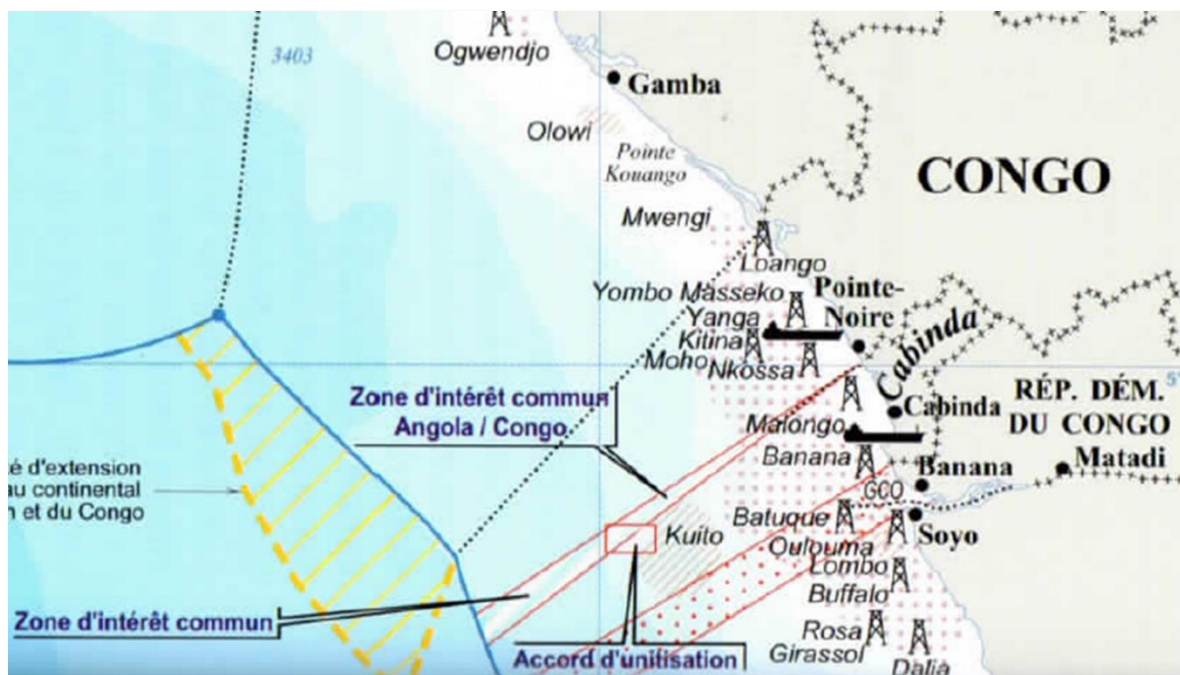 3403
Ogwendjo
Gamba
Olowi
Pointe
Kouango
CONGO
Mwengi
Loango
Yombo Masseko
Pointe-
Noire
Yanga
Kitina
Moho
Nkossa
Cabinda
5°
Zone d'intérêt commun
Angola / Congo
Cabinda
RÉP. DÉM.
DU CONGO
Malongo
Matadi
Banana
Banana
é d'extension
au continental
n et du Congo
GCO
Batuque
Kuito
Soyo
Oulouma
Lombo
Buffalo
Zone d'intérêt commun
Rosa
Girassol
Accord d'unitisation
Dalia